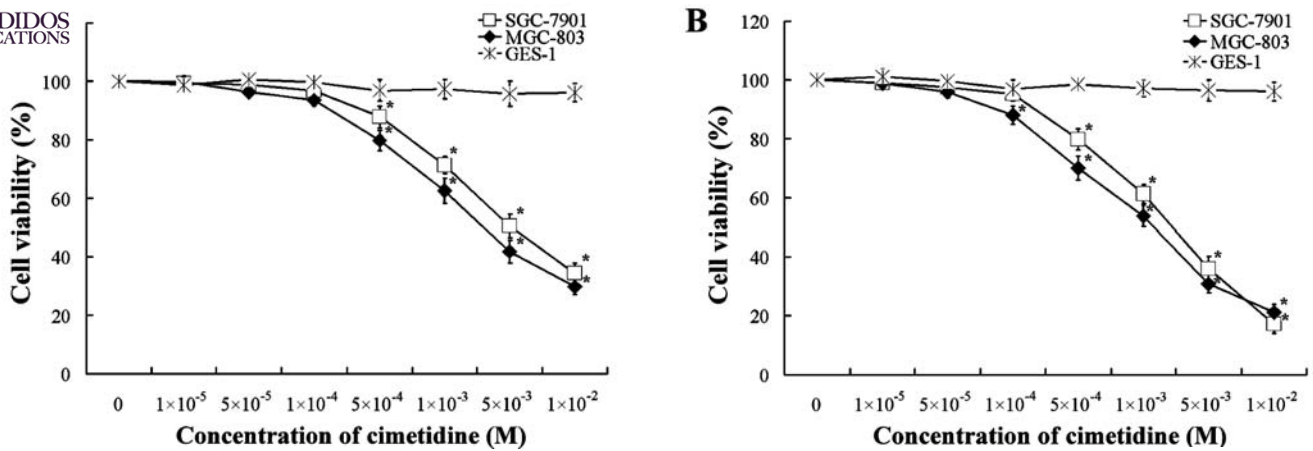 DIDOS
CATIONS
SGC-7901
MGC-803
GES-1
120
100
80
60
40
20
0
Cell viability (%)
0 1×10⁻⁵ 5×10⁻⁵ 1×10⁻⁴ 5×10⁻⁴ 1×10⁻³ 5×10⁻³ 1×10⁻²
Concentration of cimetidine (M)
* * * * * * * *
B
SGC-7901
MGC-803
GES-1
120
100
80
60
40
20
0
Cell viability (%)
0 1×10⁻⁵ 5×10⁻⁵ 1×10⁻⁴ 5×10⁻⁴ 1×10⁻³ 5×10⁻³ 1×10⁻²
Concentration of cimetidine (M)
* * * * * * * * *